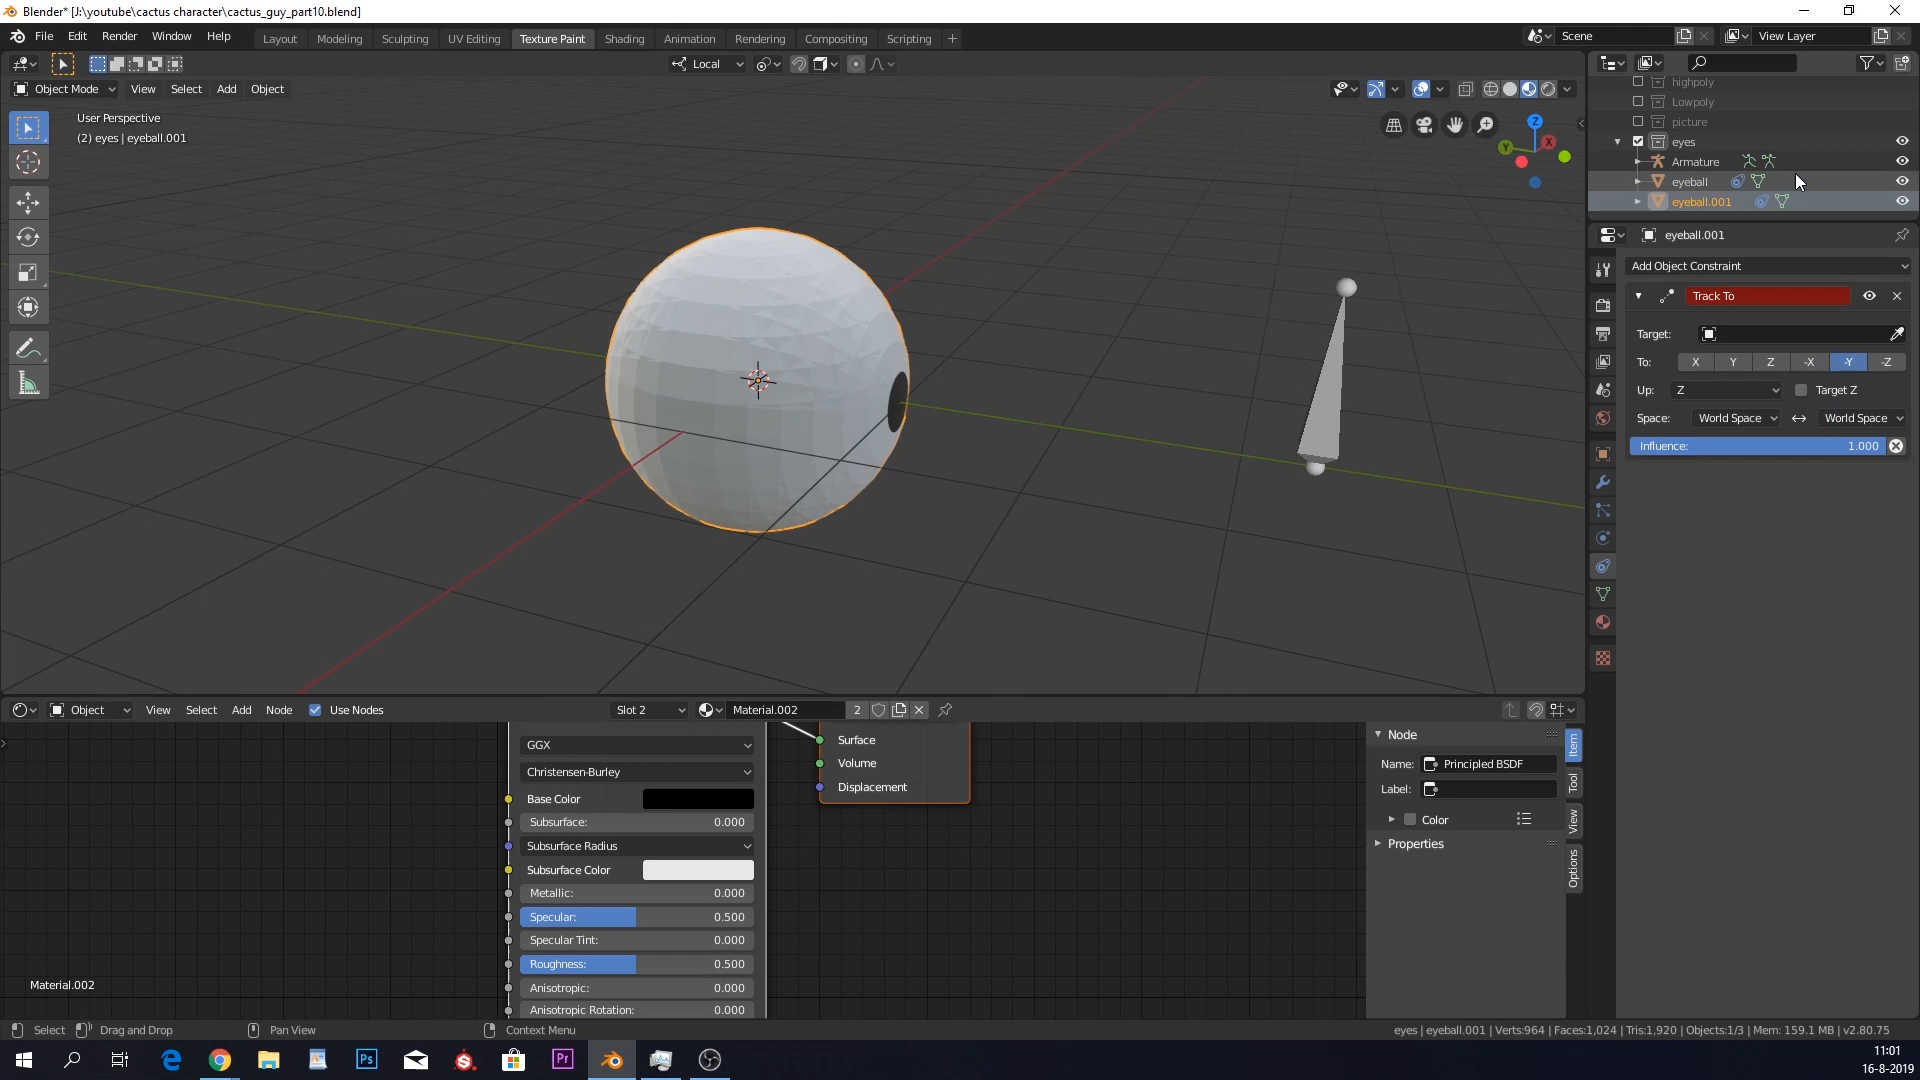 Blender* [J:\youtube\cactus character\cactus_guy_part10.blend]
File Edit Render Window Help Layout Modeling Sculpting UV Editing Texture Paint Shading Animation Rendering Compositing Scripting + Scene View Layer
Local
Object Mode View Select Add Object
User Perspective
(2) eyes | eyeball.001
Z
X
Y
highpoly
Lowpoly
picture
eyes
Armature
eyeball
eyeball.001
eyeball.001
Add Object Constraint
Track To
Target:
To: X Y Z -X -Y -Z
Up: Z Target Z
Space: World Space World Space
Influence: 1.000
Object View Select Add Node Use Nodes Slot 2 Material.002 2
GGX
Christensen-Burley
Base Color
Subsurface: 0.000
Subsurface Radius
Subsurface Color
Metallic: 0.000
Specular: 0.500
Specular Tint: 0.000
Roughness: 0.500
Anisotropic: 0.000
Anisotropic Rotation: 0.000
Surface
Volume
Displacement
Node
Name: Principled BSDF
Label:
Color
Properties
Item
Tool
View
Options
Material.002
Select Drag and Drop Pan View Context Menu
eyes | eyeball.001 | Verts:964 | Faces:1,024 | Tris:1,920 | Objects:1/3 | Mem: 159.1 MB | v2.80.75
Ps
Pr
11:01
16-8-2019